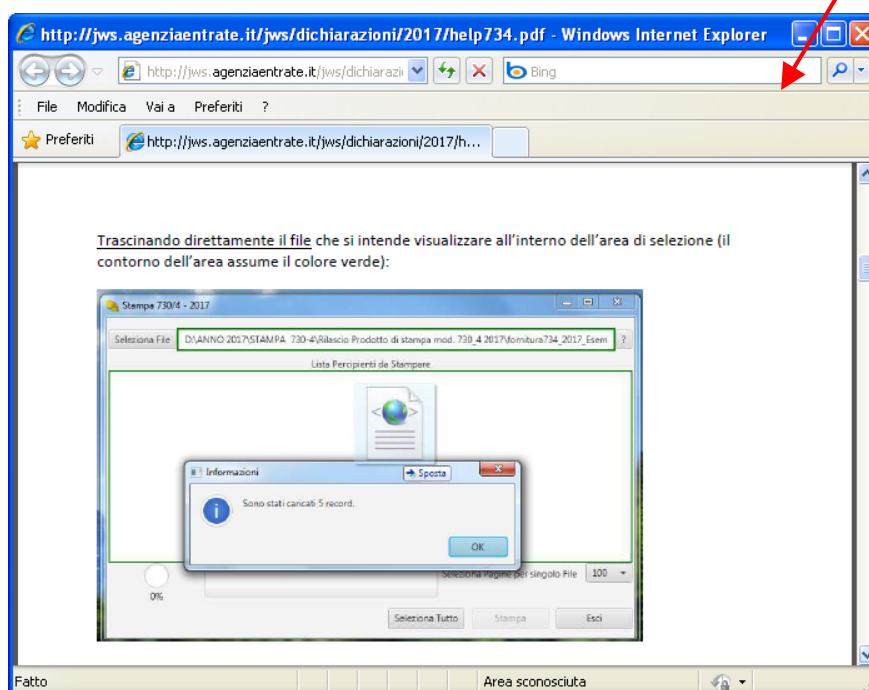 http://jws.agenziaentrate.it/jws/dichiarazioni/2017/help734.pdf - Windows Internet Explorer
http://jws.agenziaentrate.it/jws/dichiarazi
Bing
File Modifica Vai a Preferiti ?
Preferiti
http://jws.agenziaentrate.it/jws/dichiarazioni/2017/h...
Trascinando direttamente il file che si intende visualizzare all'interno dell'area di selezione (il
contorno dell'area assume il colore verde):
Stampa 730/4 - 2017
Seleziona File D:\ANNO 2017\STAMPA 730-4\Rilascio Prodotto di stampa mod. 730_4 2017\fornitura734_2017_Esem ?
Lista Percipienti da Stampare
Informazioni
Sposta
Sono stati caricati 5 record.
OK
Seleziona Pagine per singolo File 100
0%
Seleziona Tutto Stampa Esci
Fatto
Area sconosciuta